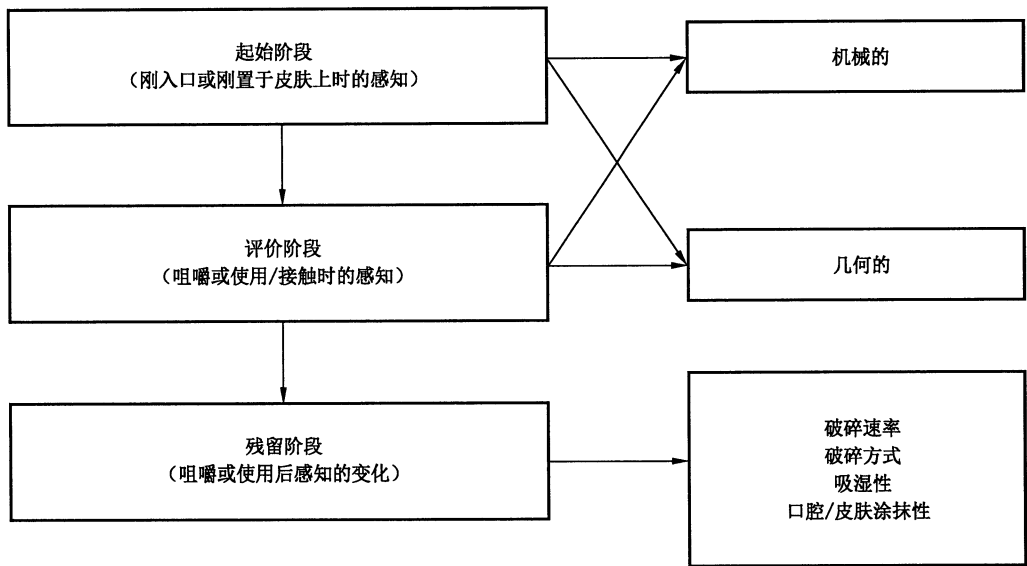 起始阶段
（刚入口或刚置于皮肤上时的感知）
机械的
评价阶段
（咀嚼或使用/接触时的感知）
几何的
残留阶段
（咀嚼或使用后感知的变化）
破碎速率
破碎方式
吸湿性
口腔/皮肤涂抹性